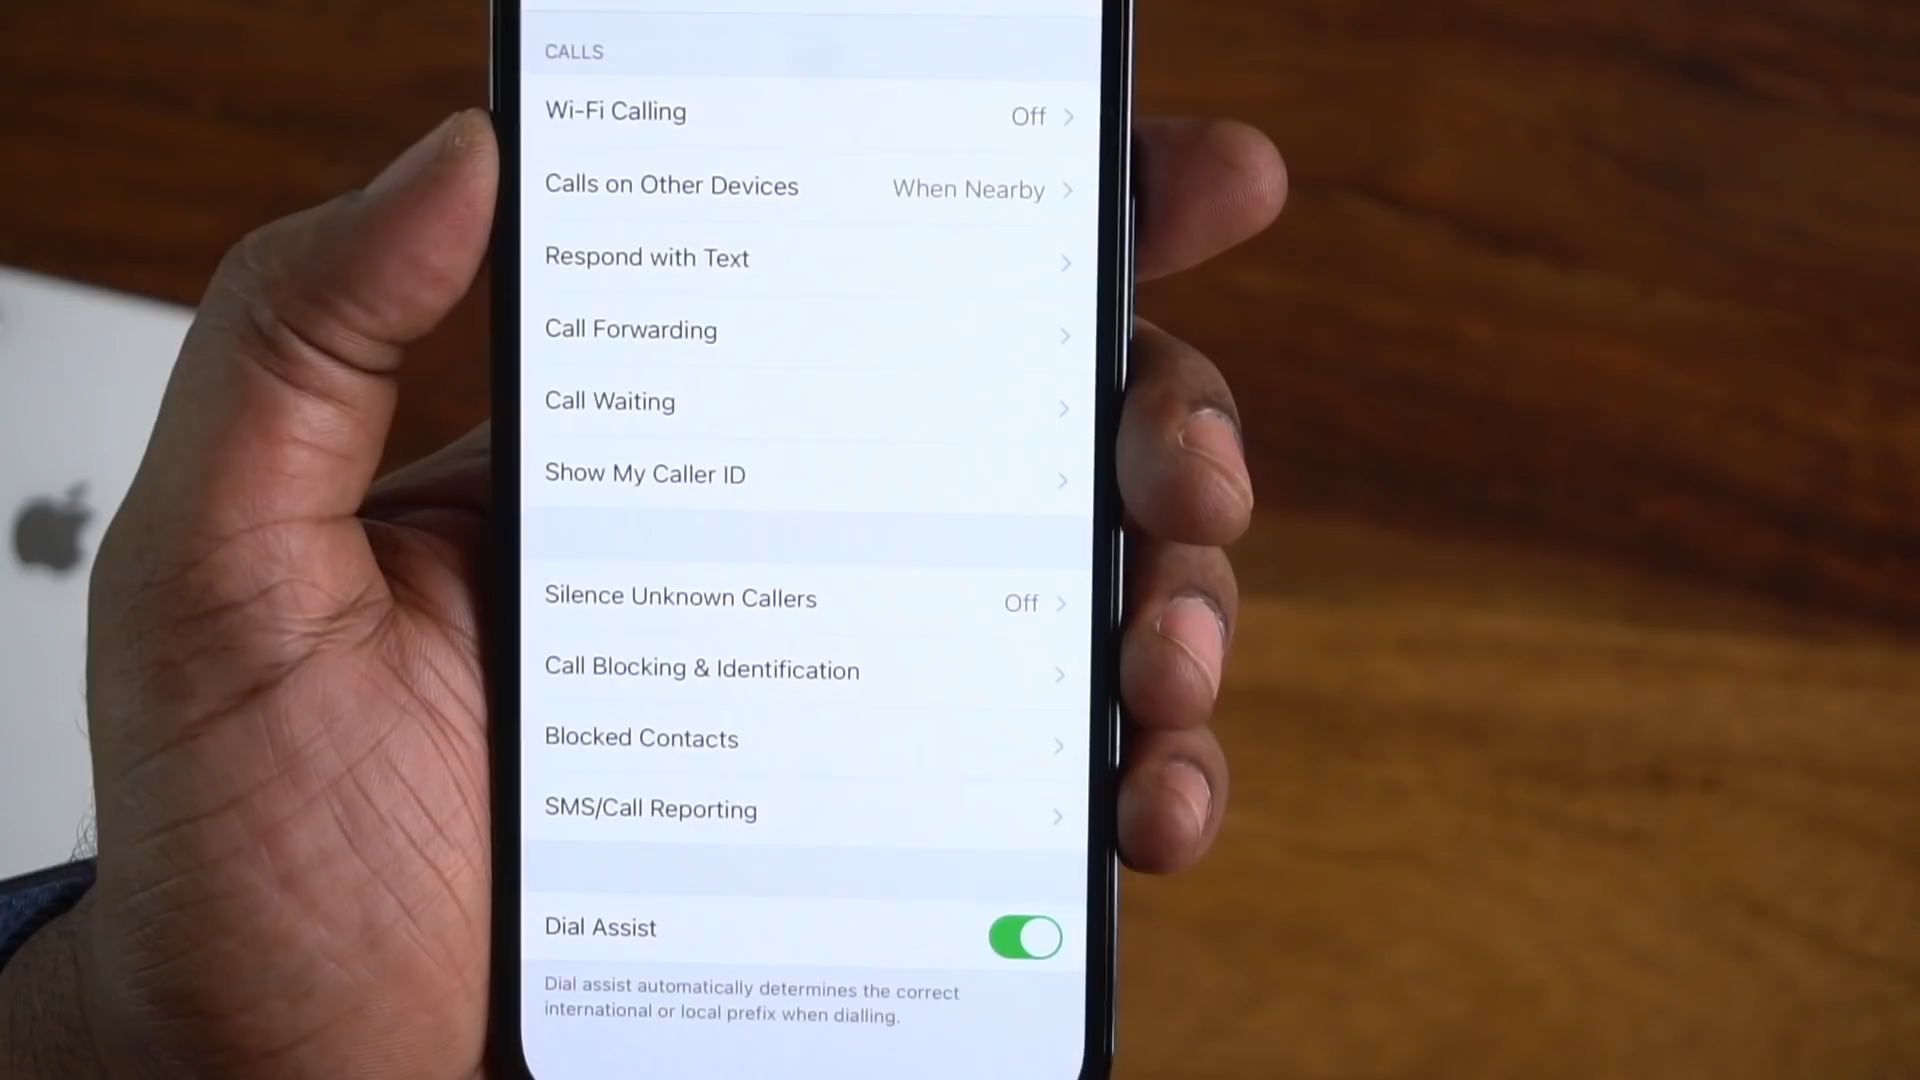 CALLS
Wi-Fi Calling Off
Calls on Other Devices When Nearby
Respond with Text
Call Forwarding
Call Waiting
Show My Caller ID
Silence Unknown Callers Off
Call Blocking & Identification
Blocked Contacts
SMS/Call Reporting
Dial Assist
Dial assist automatically determines the correct
international or local prefix when dialling.